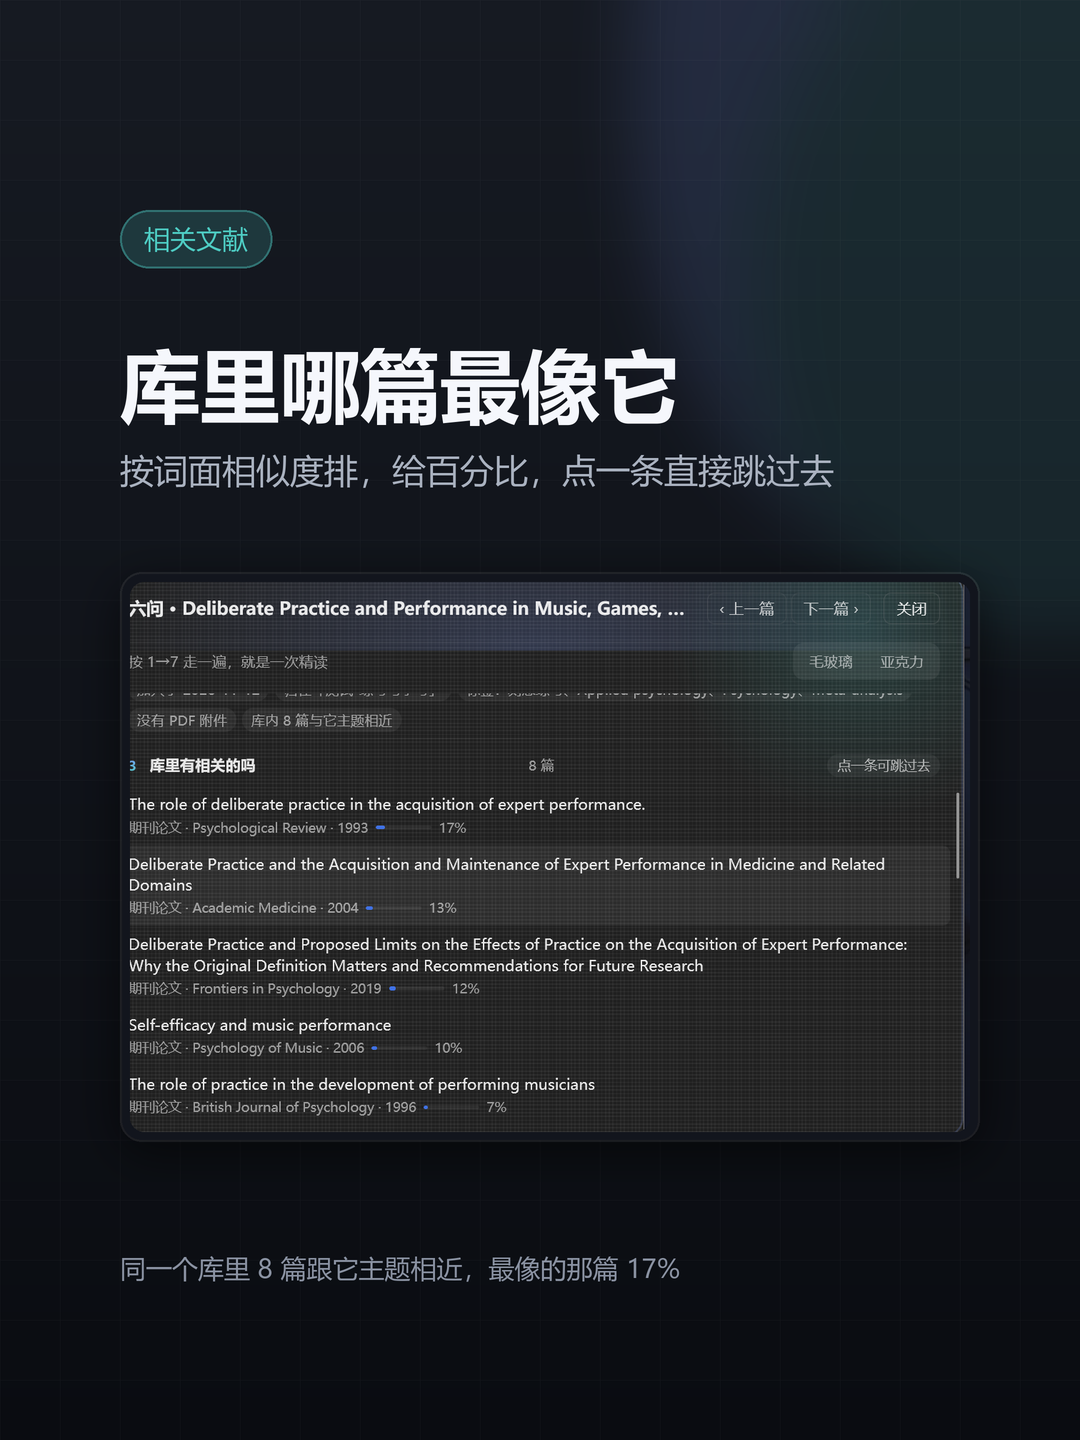 相关文献
库里哪篇最像它
按词面相似度排，给百分比，点一条直接跳过去
六问 • Deliberate Practice and Performance in Music, Games, ...
‹ 上一篇
下一篇 ›
关闭
按 1→7 走一遍，就是一次精读
毛玻璃
亚克力
没有 PDF 附件
库内 8 篇与它主题相近
3 库里有相关的吗
8 篇
点一条可跳过去
The role of deliberate practice in the acquisition of expert performance.
期刊论文 · Psychological Review · 1993 17%
Deliberate Practice and the Acquisition and Maintenance of Expert Performance in Medicine and Related
Domains
期刊论文 · Academic Medicine · 2004 13%
Deliberate Practice and Proposed Limits on the Effects of Practice on the Acquisition of Expert Performance:
Why the Original Definition Matters and Recommendations for Future Research
期刊论文 · Frontiers in Psychology · 2019 12%
Self-efficacy and music performance
期刊论文 · Psychology of Music · 2006 10%
The role of practice in the development of performing musicians
期刊论文 · British Journal of Psychology · 1996 7%
同一个库里 8 篇跟它主题相近，最像的那篇 17%